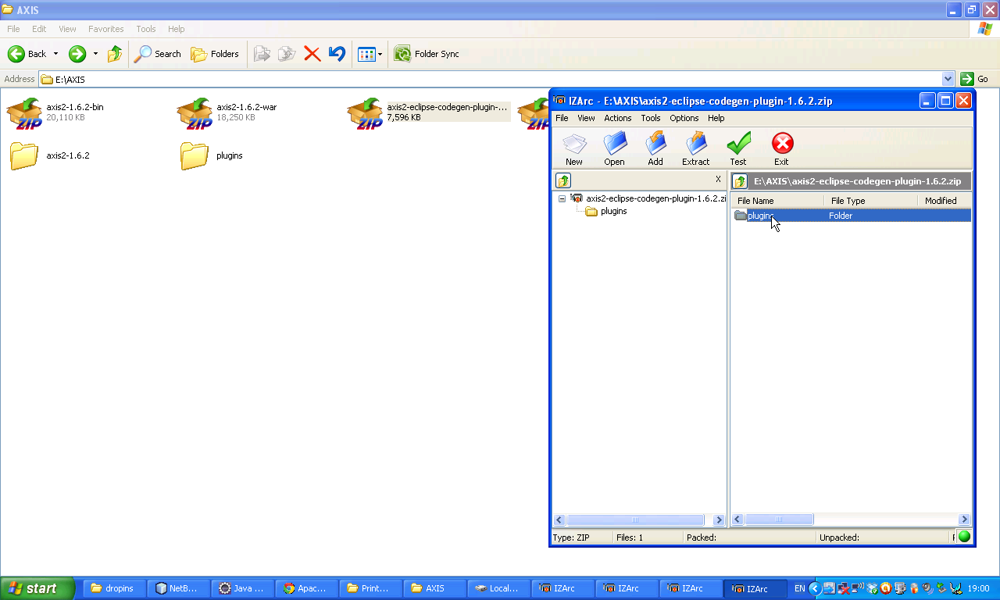 AXIS
File Edit View Favorites Tools Help
Back Search Folders Folder Sync
Address E:\AXIS Go
axis2-1.6.2-bin
20,110 KB
axis2-1.6.2-war
18,250 KB
axis2-eclipse-codegen-plugin-...
7,596 KB
ZIP
ZIP
ZIP
ZIP
axis2-1.6.2
plugins
IZArc - E:\AXIS\axis2-eclipse-codegen-plugin-1.6.2.zip
File View Actions Tools Options Help
New Open Add Extract Test Exit
x
E:\AXIS\axis2-eclipse-codegen-plugin-1.6.2.zip
axis2-eclipse-codegen-plugin-1.6.2.zi
plugins
File Name File Type Modified
plugins Folder
Type: ZIP Files: 1 Packed: Unpacked:
start dropins NetB... Java ... Apac... Print... AXIS Local... IZArc IZArc IZArc IZArc EN 19:00